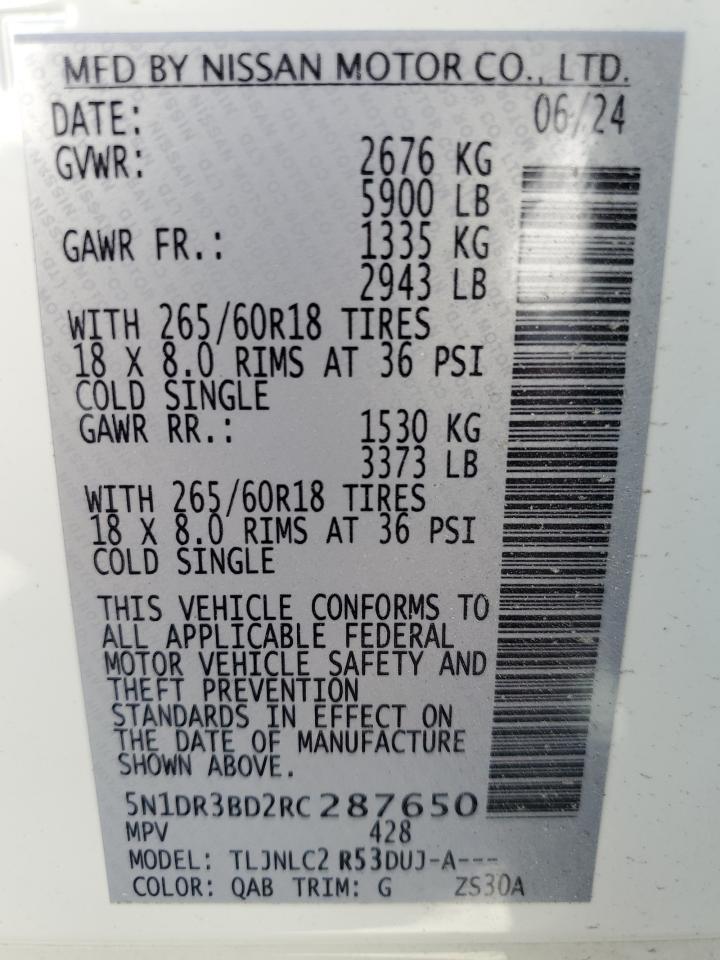 MFD BY NISSAN MOTOR CO., LTD.
DATE: 06/24
GVWR: 2676 KG
5900 LB
GAWR FR.: 1335 KG
2943 LB
WITH 265/60R18 TIRES
18 X 8.0 RIMS AT 36 PSI
COLD SINGLE
GAWR RR.: 1530 KG
3373 LB
WITH 265/60R18 TIRES
18 X 8.0 RIMS AT 36 PSI
COLD SINGLE
THIS VEHICLE CONFORMS TO
ALL APPLICABLE FEDERAL
MOTOR VEHICLE SAFETY AND
THEFT PREVENTION
STANDARDS IN EFFECT ON
THE DATE OF MANUFACTURE
SHOWN ABOVE.
5N1DR3BD2RC287650
MPV 428
MODEL: TLJNLC2 R53DUJ-A---
COLOR: QAB TRIM: G ZS30A